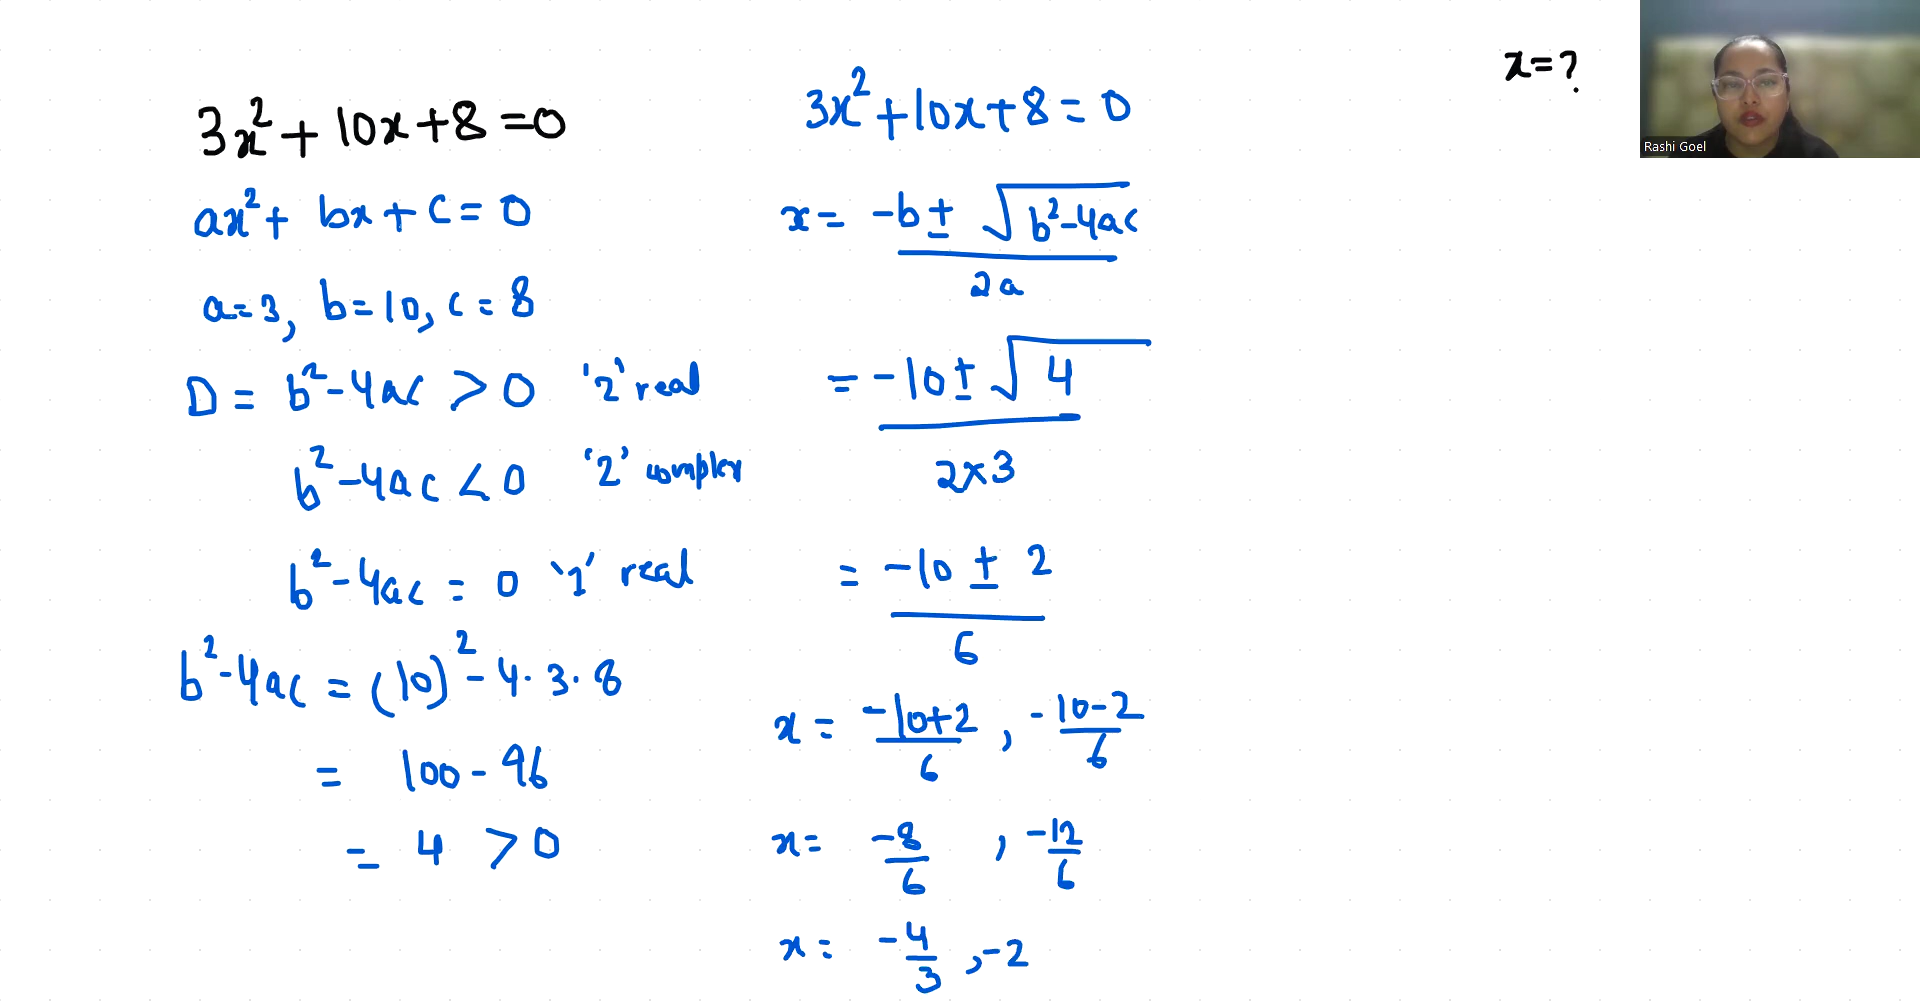 3x²+10x+8=0
ax²+bx+c=0
a=3, b=10, c=8
D = b²-4ac > 0 '2' real
b²-4ac < 0 '2' complex
b²-4ac = 0 '1' real
b²-4ac = (10)²-4·3·8
= 100-96
= 4 > 0
3x²+10x+8=0
x = (-b±√(b²-4ac))/2a
= (-10±√4)/(2×3)
= (-10±2)/6
x = (-10+2)/6, (-10-2)/6
x = -8/6, -12/6
x = -4/3, -2
x=?
Rashi Goel